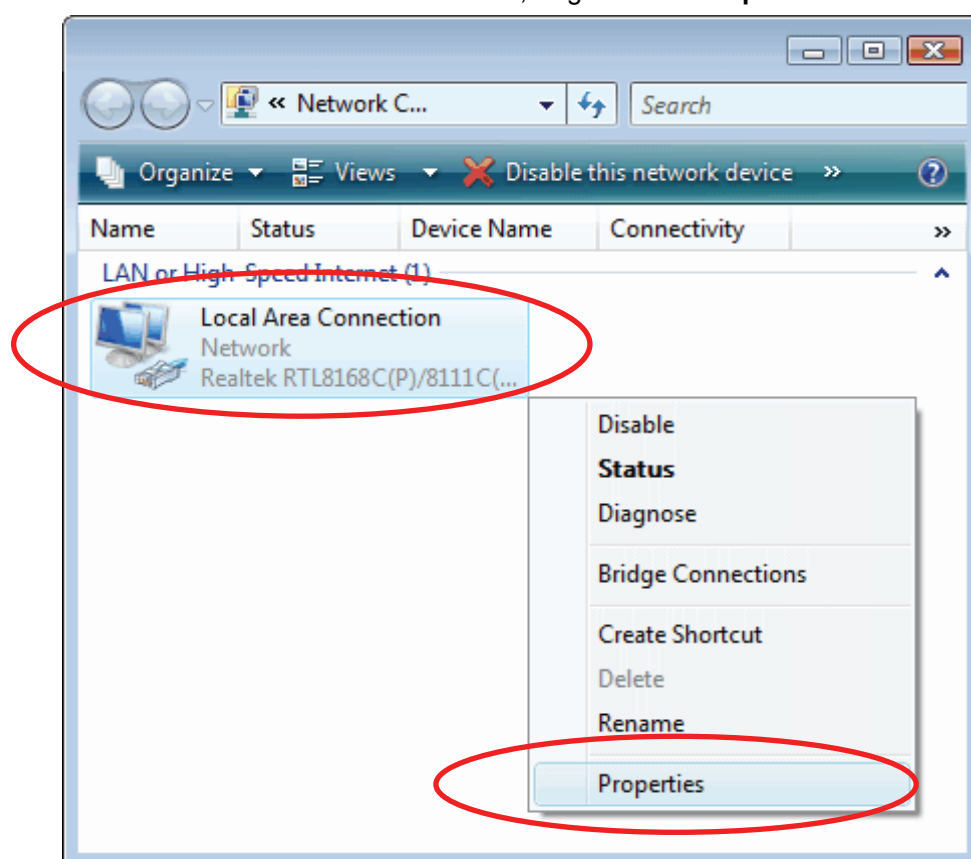 « Network C...
Search
Organize Views Disable this network device »
Name Status Device Name Connectivity »
LAN or High-Speed Internet (1)
Local Area Connection
Network
Realtek RTL8168C(P)/8111C(...
Disable
Status
Diagnose
Bridge Connections
Create Shortcut
Delete
Rename
Properties